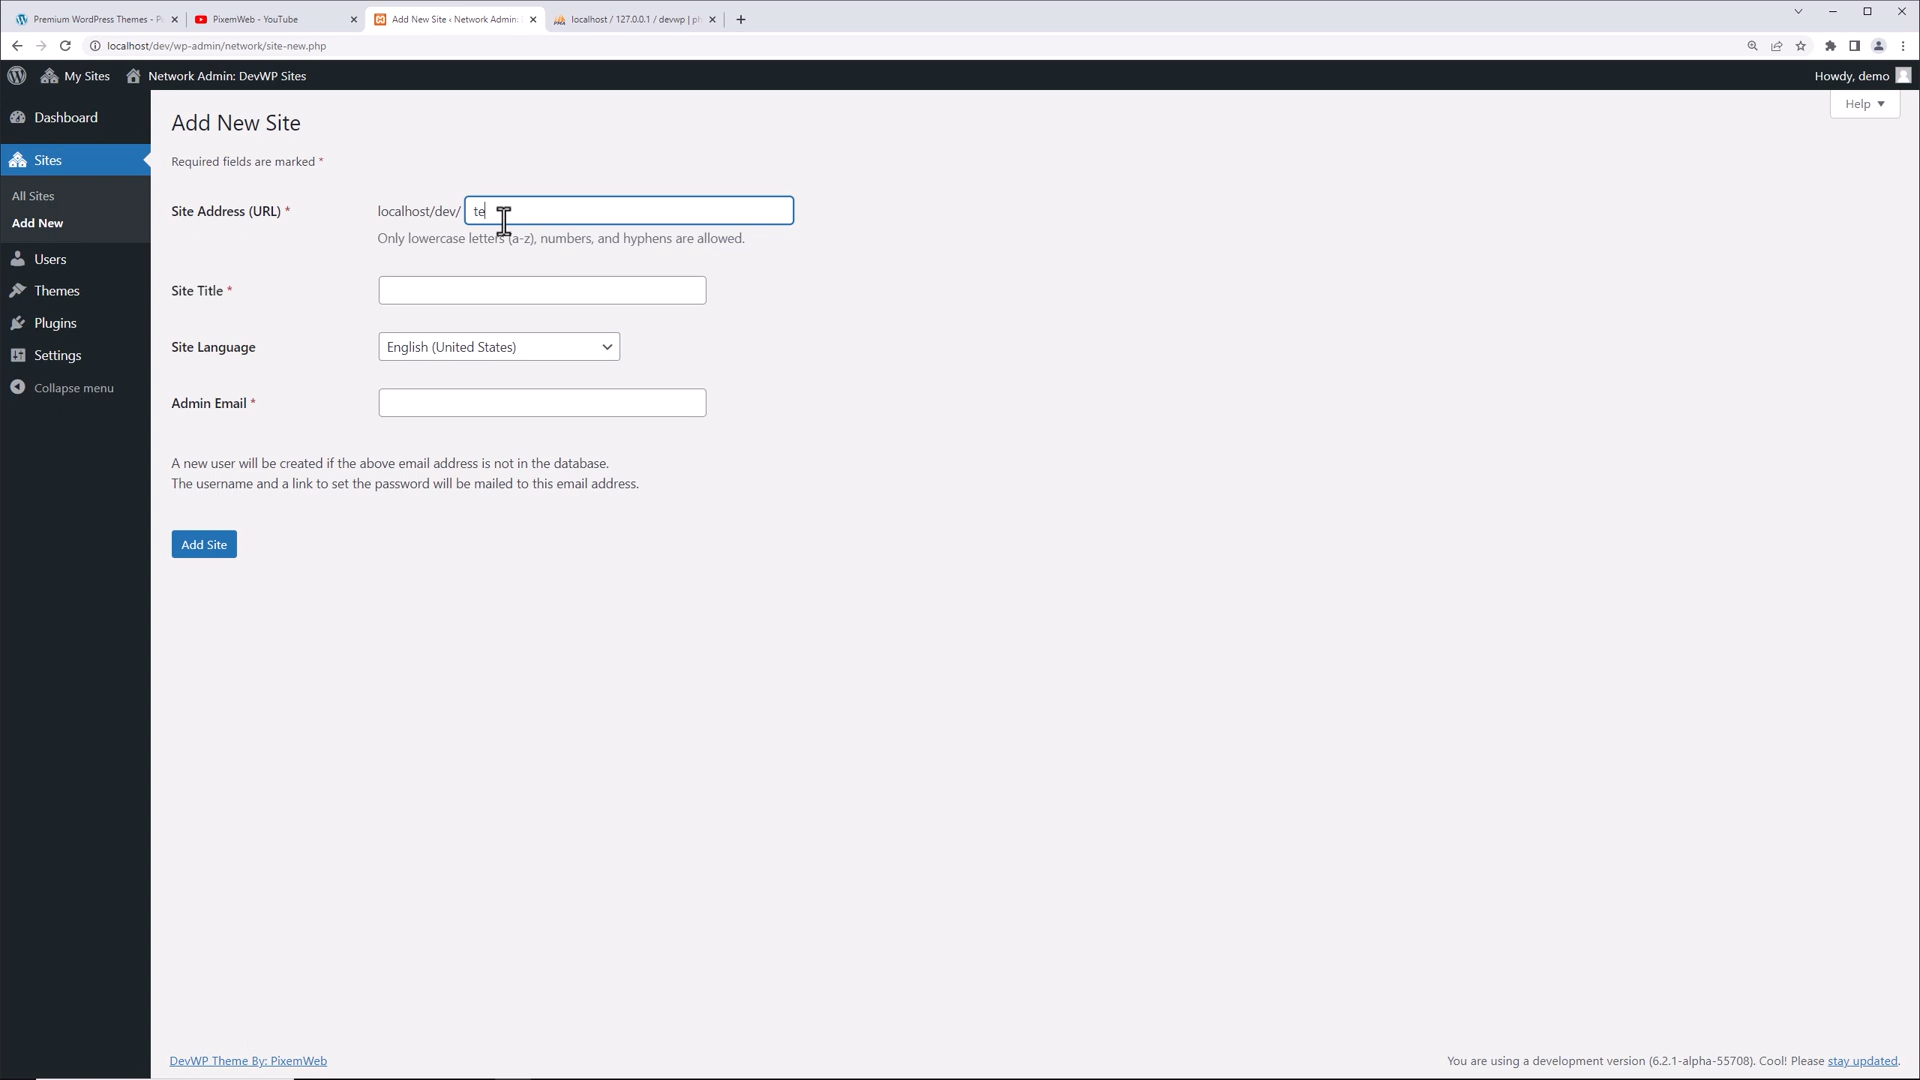 Premium WordPress Themes - P
PixemWeb - YouTube
Add New Site ‹ Network Admin:
localhost / 127.0.0.1 / devwp | ph
localhost/dev/wp-admin/network/site-new.php
My Sites
Network Admin: DevWP Sites
Howdy, demo
Dashboard
Sites
All Sites
Add New
Users
Themes
Plugins
Settings
Collapse menu
Help
Add New Site
Required fields are marked *
Site Address (URL) *
localhost/dev/
te
Only lowercase letters (a-z), numbers, and hyphens are allowed.
Site Title *
Site Language
English (United States)
Admin Email *
A new user will be created if the above email address is not in the database.
The username and a link to set the password will be mailed to this email address.
Add Site
DevWP Theme By: PixemWeb
You are using a development version (6.2.1-alpha-55708). Cool! Please stay updated.